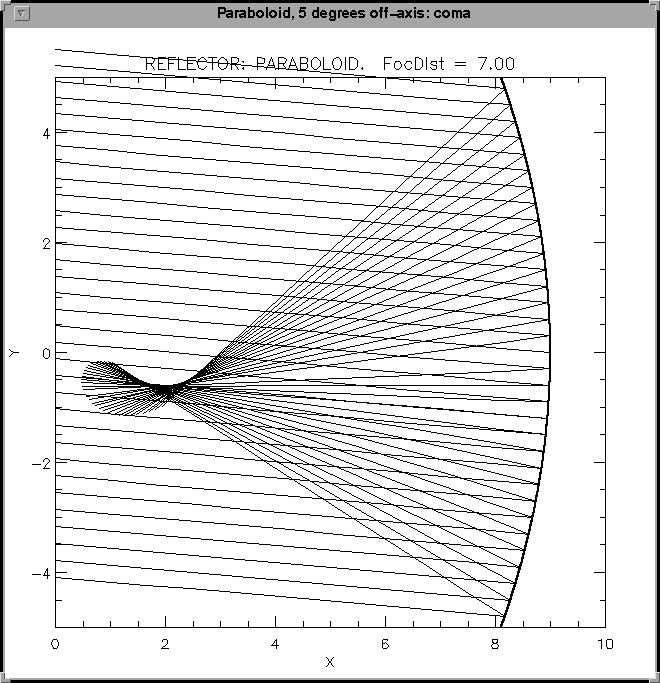 Paraboloid, 5 degrees off-axis: coma
REFLECTOR: PARABOLOID. FocDist = 7.00
4
2
0
-2
-4
Y
0 2 4 6 8 10
X